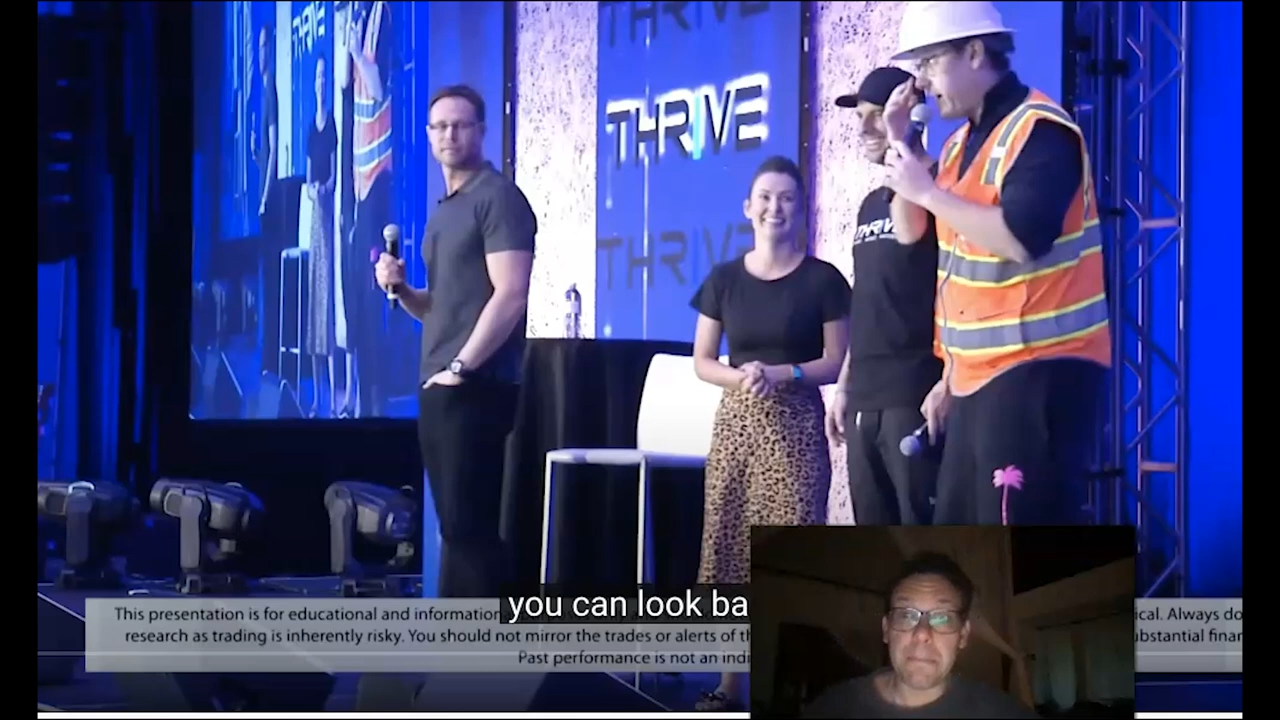 THRIVE
THRIVE
THRIVE
THRIVE
THRIVE
you can look ba
This presentation is for educational and information
ical. Always do
research as trading is inherently risky. You should not mirror the trades or alerts of th
ubstantial finan
Past performance is not an indi